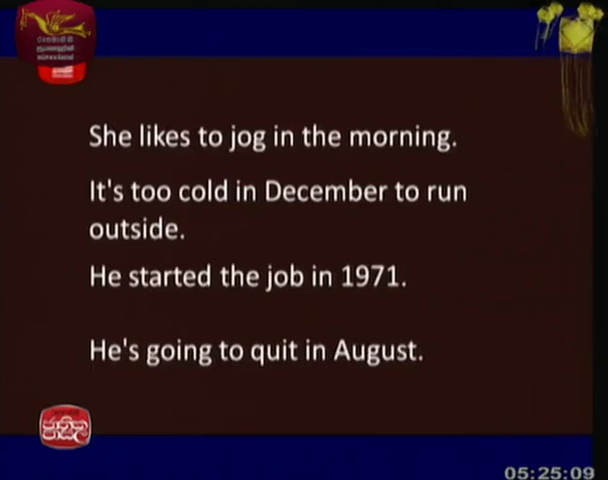 She likes to jog in the morning.
It's too cold in December to run
outside.
He started the job in 1971.
He's going to quit in August.
05:25:09